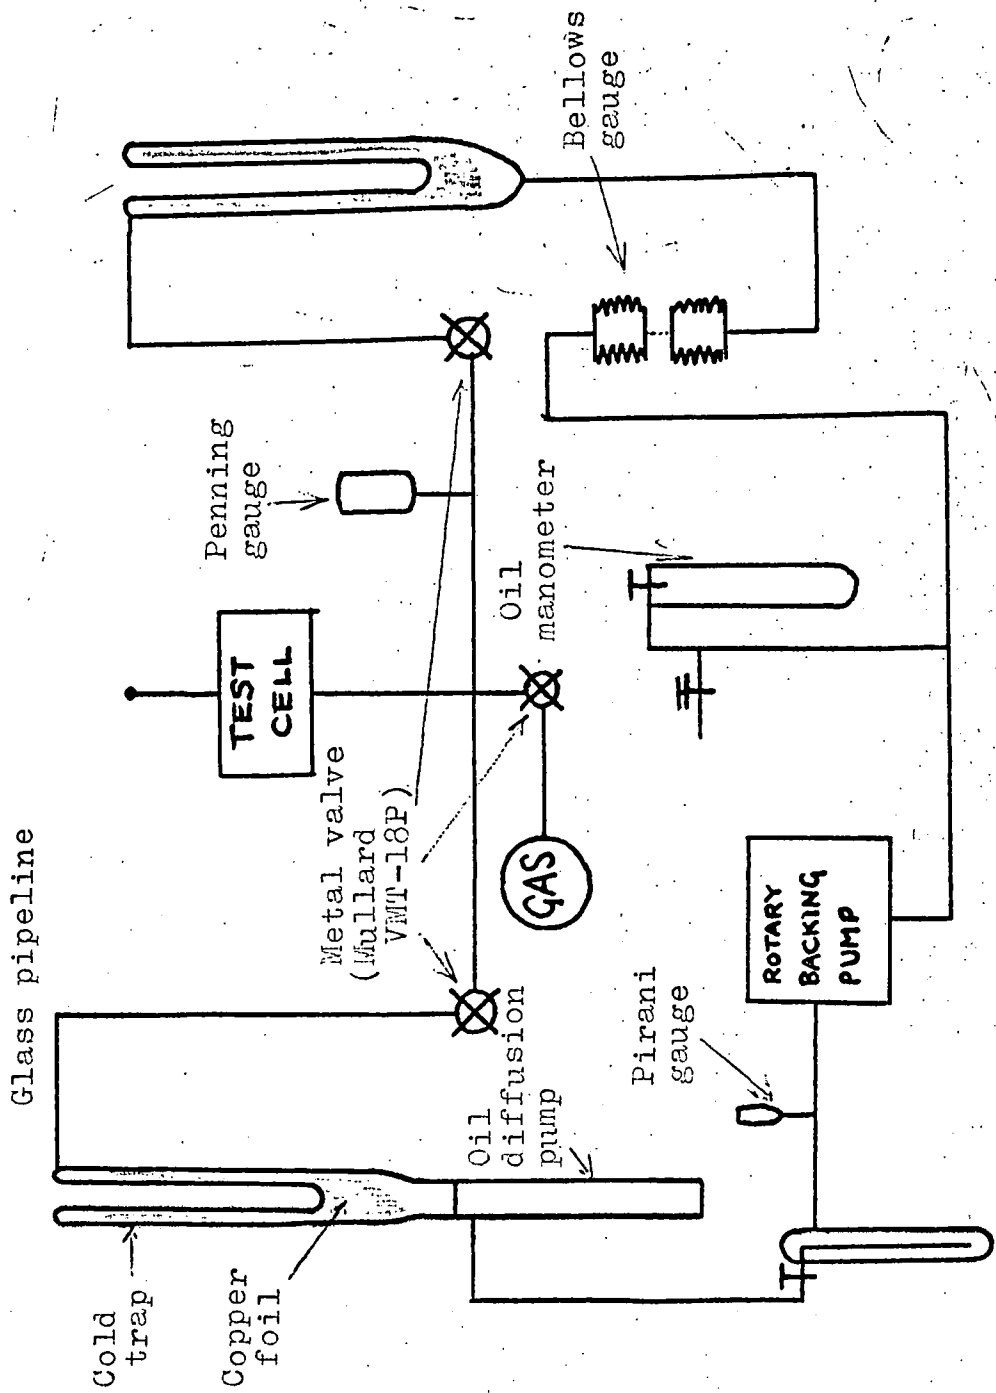 Glass pipeline
Cold
trap
Copper
foil
Oil
diffusion
pump
Metal valve
(Mullard
VMT-18P)
TEST
CELL
GAS
Penning
gauge
Oil
manometer
Bellows
gauge
Pirani
gauge
ROTARY
BACKING
PUMP